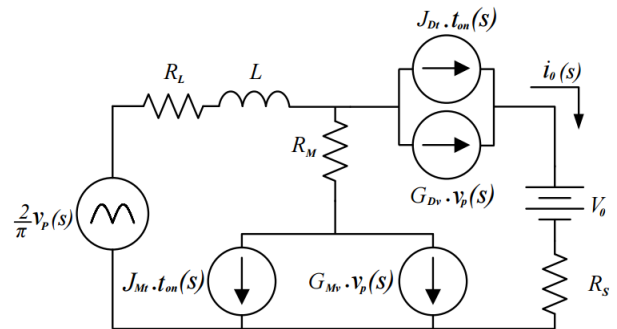 J_Dt.t_on(s)
i_0(s)
R_L
L
R_M
G_Dv.v_p(s)
2/π v_P(s)
V_0
J_Mt.t_on(s)
G_Mv.v_p(s)
R_S